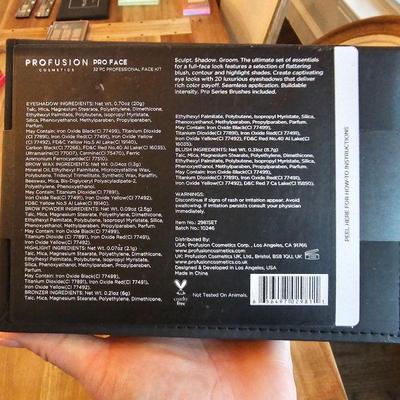 PROFUSION PRO FACE
COSMETICS 32 PC PROFESSIONAL FACE KIT
EYESHADOW INGREDIENTS: Net Wt. 0.70oz (20g)
Talc, Mica, Magnesium Stearate, Polyethylene, Dimethicone,
Ethylhexyl Palmitate, Polybutene, Isopropyl Myristate,
Silica, Phenoxyethanol, Methylparaben, Propylparaben,
Parfum.
May Contain: Iron Oxide Black(CI 77499), Titanium Dioxide
(CI 77891), Iron Oxide Red(CI 77491), Iron Oxide Yellow
(CI 77492), FD&C Yellow No.5 Al Lake(CI 19140),
Carbon Black(CI 77266), FD&C Red No.40 Al Lake(CI 16035),
Ultramarines(CI 77007), Carmine(CI 75470), Ferric
Ammonium Ferrocyanide(CI 77510).
BROW WAX INGREDIENTS: Net Wt. 0.04oz (1.3g)
Mineral Oil, Ethylhexyl Palmitate, Microcrystalline Wax,
Polybutene, Tridecyl Trimellitate, Synthetic Wax, Paraffin,
Beeswax, Mica, Bis-Diglyceryl Polyacyladipate-2,
Polyethylene, Phenoxyethanol.
May Contain: Titanium Dioxide(CI 77891),
Iron Oxide Red(CI 77491), Iron Oxide Yellow(CI 77492),
Iron Oxide Black(CI 77499).
BROW POWDER INGREDIENTS: Net Wt. 0.09oz (2.5g)
Talc, Mica, Magnesium Stearate, Polyethylene, Dimethicone,
Ethylhexyl Palmitate, Polybutene, Isopropyl Myristate, Silica,
Phenoxyethanol, Methylparaben, Propylparaben, Parfum.
May Contain: Iron Oxide Black(CI 77499),
Titanium Dioxide (CI 77891), Iron Oxide Red(CI 77491),
Iron Oxide Yellow(CI 77492).
HIGHLIGHT INGREDIENTS: Net Wt. 0.07oz (2.1g)
Talc, Mica, Magnesium Stearate, Polyethylene, Dimethicone,
Ethylhexyl Palmitate, Polybutene, Isopropyl Myristate,
Silica, Phenoxyethanol, Methylparaben, Propylparaben,
Parfum.
May Contain: Iron Oxide Black(CI 77499),
Titanium Dioxide(CI 77891), Iron Oxide Red(CI 77491),
Iron Oxide Yellow(CI 77492).
BRONZER INGREDIENTS: Net Wt. 0.21oz (6g)
Talc, Mica, Magnesium Stearate, Polyethylene, Dimethicone,
Sculpt. Shadow. Groom. The ultimate set of essentials
for a full-face look features a selection of flattering
blush, contour and highlight shades. Create captivating
eye looks with 20 luxurious eyeshadows that deliver
rich color payoff. Seamless application. Buildable
intensity. Pro Series Brushes included.
Ethylhexyl Palmitate, Polybutene, Isopropyl Myristate, Silica,
Phenoxyethanol, Methylparaben, Propylparaben, Parfum.
May Contain: Iron Oxide Black(CI 77499),
Titanium Dioxide(CI 77891), Iron Oxide Red(CI 77491),
Iron Oxide Yellow(CI 77492), FD&C Red No.40 Al Lake(CI
16035).
BLUSH INGREDIENTS: Net Wt. 0.31oz (8.7g)
Talc, Mica, Magnesium Stearate, Polyethylene, Dimethicone,
Ethylhexyl Palmitate, Polybutene, Isopropyl Myristate, Silica,
Phenoxyethanol, Methylparaben, Propylparaben, Parfum.
May Contain: Iron Oxide Black(CI 77499),
Titanium Dioxide(CI 77891), Iron Oxide Red(CI 77491),
Iron Oxide Yellow(CI 77492), D&C Red 7 Ca Lake(CI 15850).
WARNINGS:
Discontinue if signs of rash or irritation appear. Avoid
swallowing. If irritation persists consult your physician
immediately.
Item: 2981SET
Batch: 10246
Distributed By:
USA: Profusion Cosmetics Corp., Los Angeles, CA 91766
UK: Profusion Cosmetics UK, Ltd., Bristol, BS8 1QU, UK
www.profusioncosmetics.com
Designed & Developed in Los Angeles, USA
Made In China
cruelty
free
Not Tested On Animals.
PEEL HERE FOR HOW-TO INSTRUCTIONS